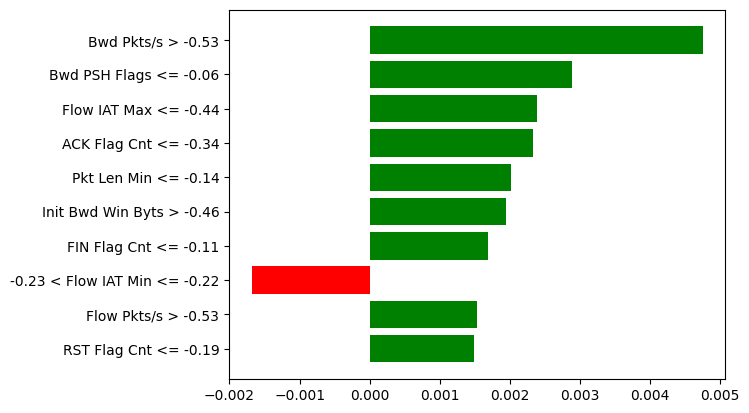 Bwd Pkts/s > -0.53
Bwd PSH Flags <= -0.06
Flow IAT Max <= -0.44
ACK Flag Cnt <= -0.34
Pkt Len Min <= -0.14
Init Bwd Win Byts > -0.46
FIN Flag Cnt <= -0.11
-0.23 < Flow IAT Min <= -0.22
Flow Pkts/s > -0.53
RST Flag Cnt <= -0.19
−0.002 −0.001 0.000 0.001 0.002 0.003 0.004 0.005